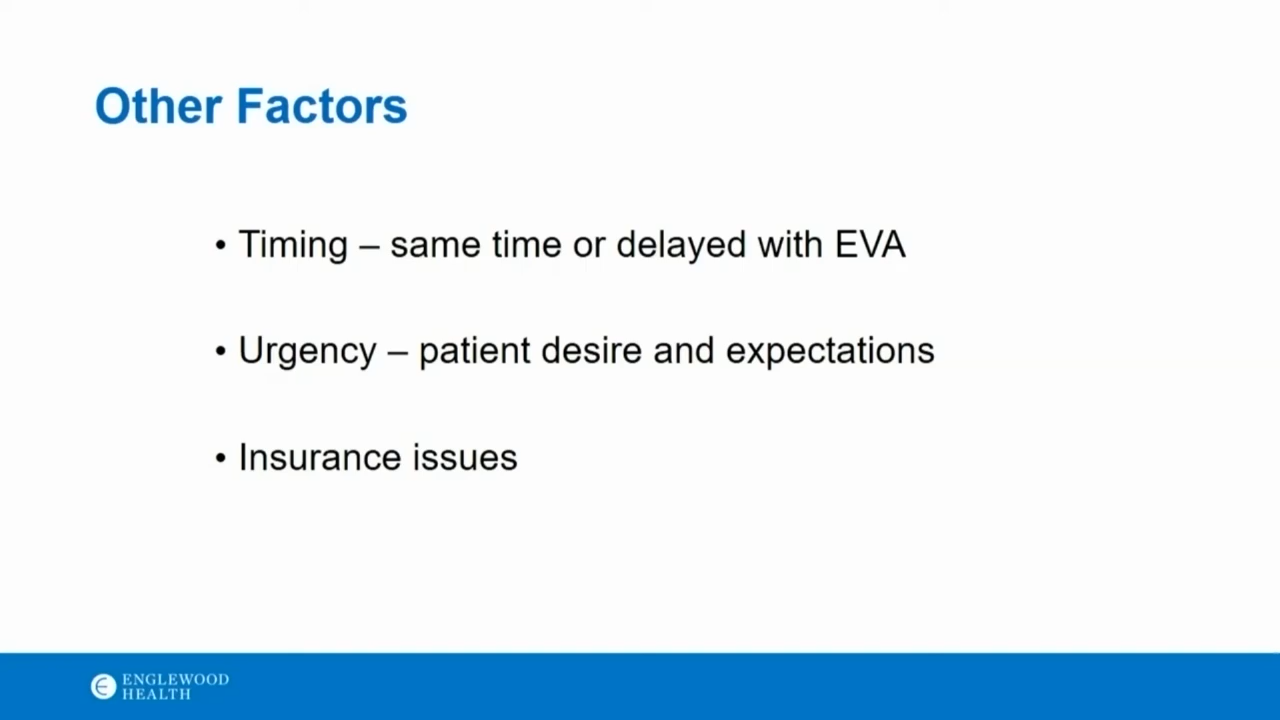 Other Factors
• Timing – same time or delayed with EVA
• Urgency – patient desire and expectations
• Insurance issues
ENGLEWOOD
HEALTH